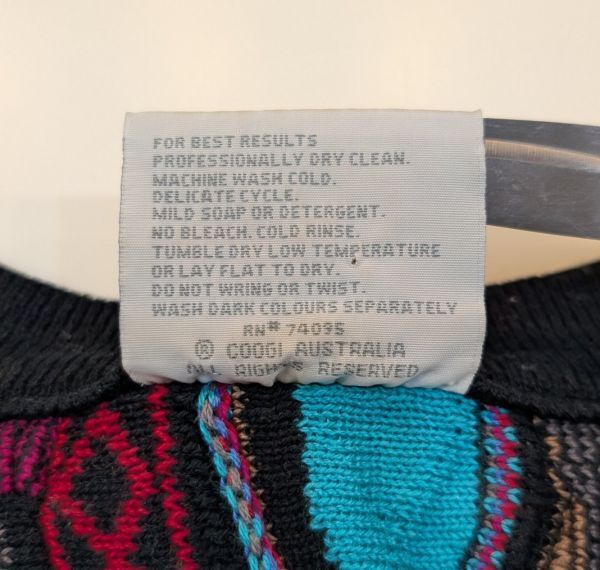 FOR BEST RESULTS
PROFESSIONALLY DRY CLEAN.
MACHINE WASH COLD.
DELICATE CYCLE.
MILD SOAP OR DETERGENT.
NO BLEACH. COLD RINSE.
TUMBLE DRY LOW TEMPERATURE
OR LAY FLAT TO DRY.
DO NOT WRING OR TWIST.
WASH DARK COLOURS SEPARATELY
RN# 74095
® COOGI AUSTRALIA
ALL RIGHTS RESERVED